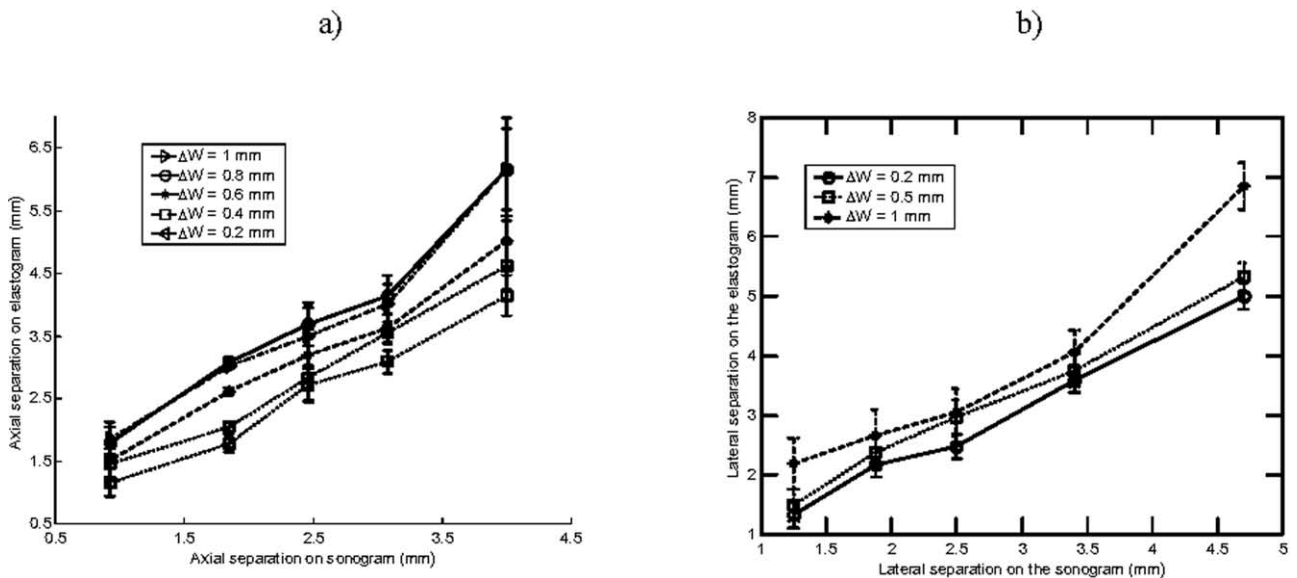 a)
b)
ΔW = 1 mm
ΔW = 0.8 mm
ΔW = 0.6 mm
ΔW = 0.4 mm
ΔW = 0.2 mm
Axial separation on elastogram (mm)
6.5
5.5
4.5
3.5
2.5
1.5
0.5
0.5 1.5 2.5 3.5 4.5
Axial separation on sonogram (mm)
ΔW = 0.2 mm
ΔW = 0.5 mm
ΔW = 1 mm
Lateral separation on the elastogram (mm)
8
7
6
5
4
3
2
1
1 1.5 2 2.5 3 3.5 4 4.5 5
Lateral separation on the sonogram (mm)